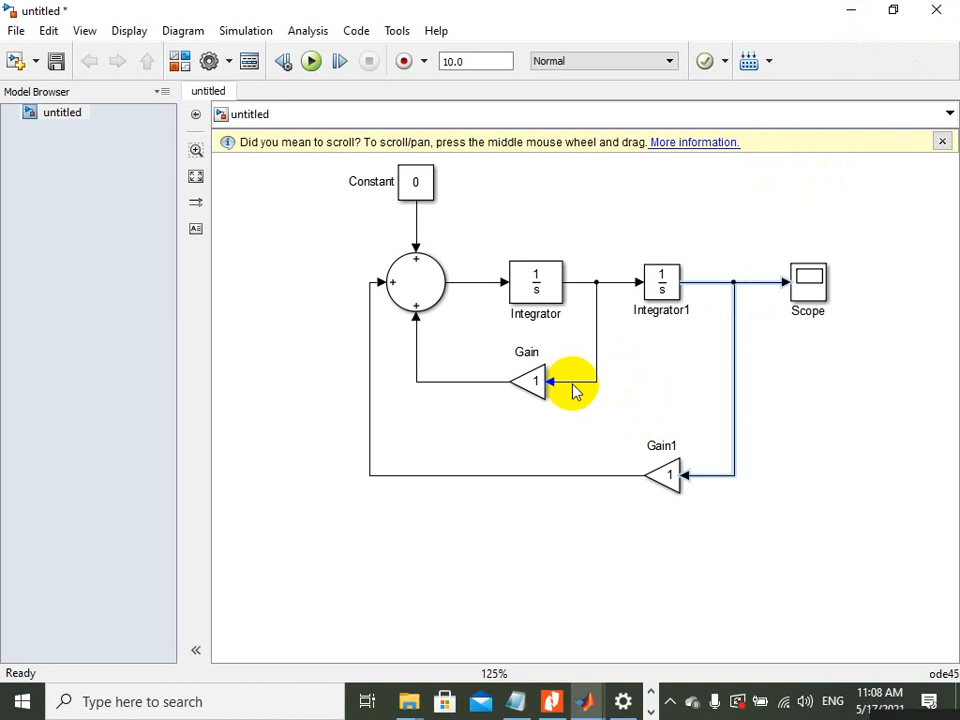 untitled *
File Edit View Display Diagram Simulation Analysis Code Tools Help
10.0 Normal
Model Browser untitled
untitled untitled
Did you mean to scroll? To scroll/pan, press the middle mouse wheel and drag. More information.
Constant 0
+
+
+
1
s
Integrator
1
s
Integrator1
Scope
Gain
1
Gain1
1
Ready 125% ode45
Type here to search ENG 11:08 AM
5/17/2021